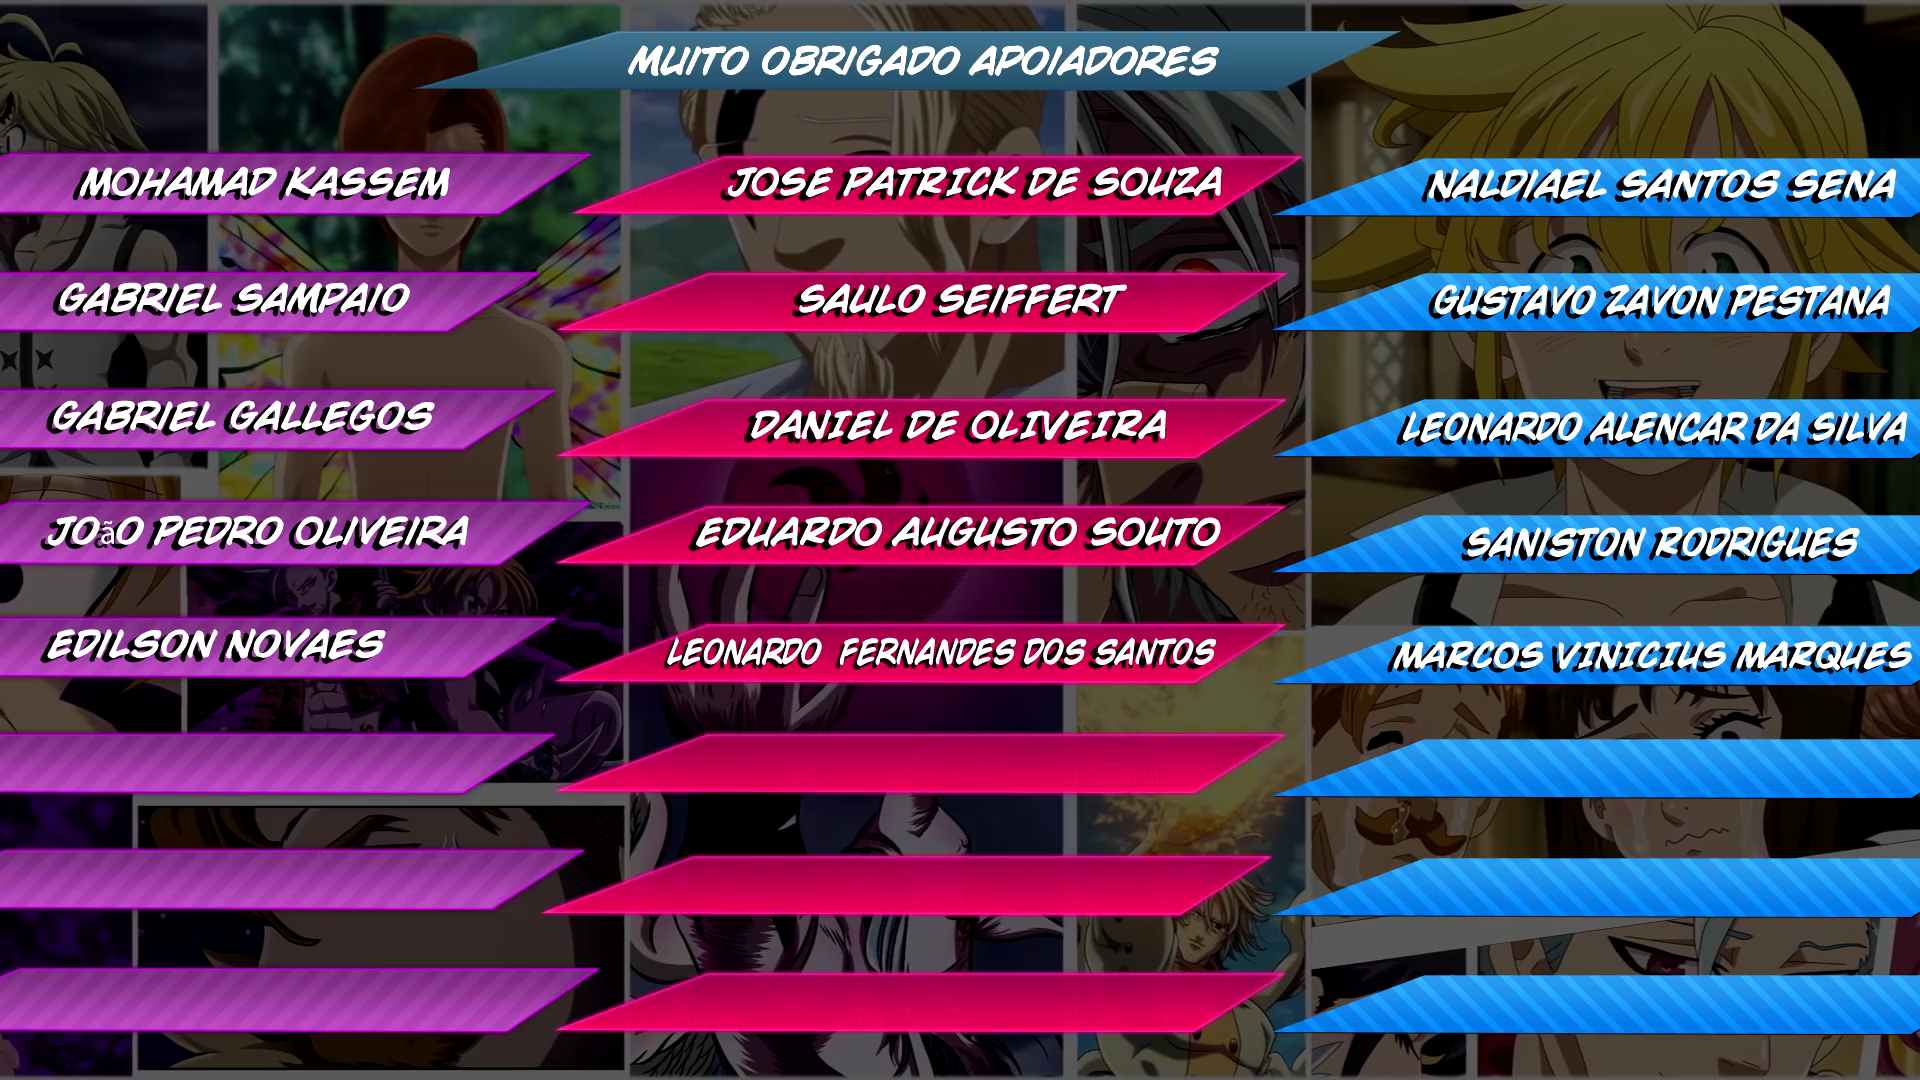 MUITO OBRIGADO APOIADORES
MOHAMAD KASSEM
JOSE PATRICK DE SOUZA
NALDIAEL SANTOS SENA
GABRIEL SAMPAIO
SAULO SEIFFERT
GUSTAVO ZAVON PESTANA
GABRIEL GALLEGOS
DANIEL DE OLIVEIRA
LEONARDO ALENCAR DA SILVA
JOãO PEDRO OLIVEIRA
EDUARDO AUGUSTO SOUTO
SANISTON RODRIGUES
EDILSON NOVAES
LEONARDO FERNANDES DOS SANTOS
MARCOS VINICIUS MARQUES